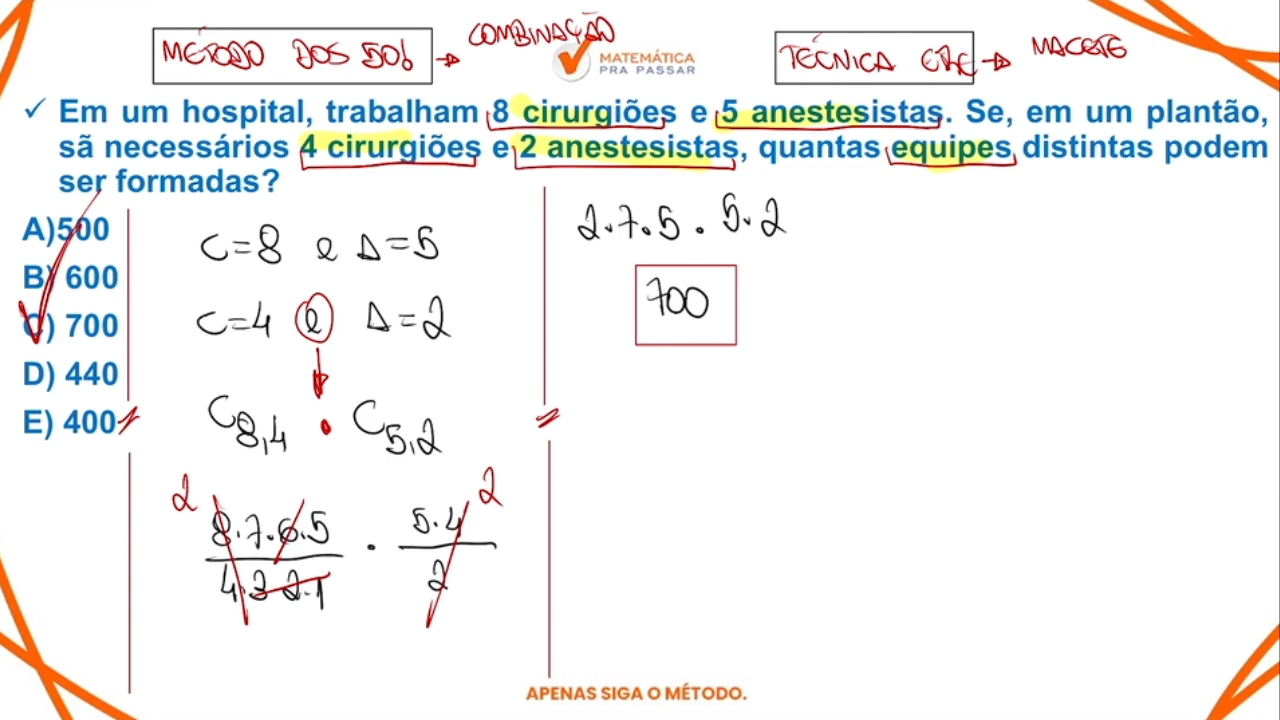 MÉTODO DOS 50! → COMBINAÇÃO
MATEMÁTICA
PRA PASSAR
TÉCNICA → MACETE
✓ Em um hospital, trabalham 8 cirurgiões e 5 anestesistas. Se, em um plantão,
sã necessários 4 cirurgiões e 2 anestesistas, quantas equipes distintas podem
ser formadas?
A)500
B) 600
C) 700
D) 440
E) 400
C=8 e A=5
C=4 e A=2
C8,4 . C5,2
2 2
8.7.6.5 . 5.4
4.3.2.1 2
2.7.5 . 5.2
700
APENAS SIGA O MÉTODO.